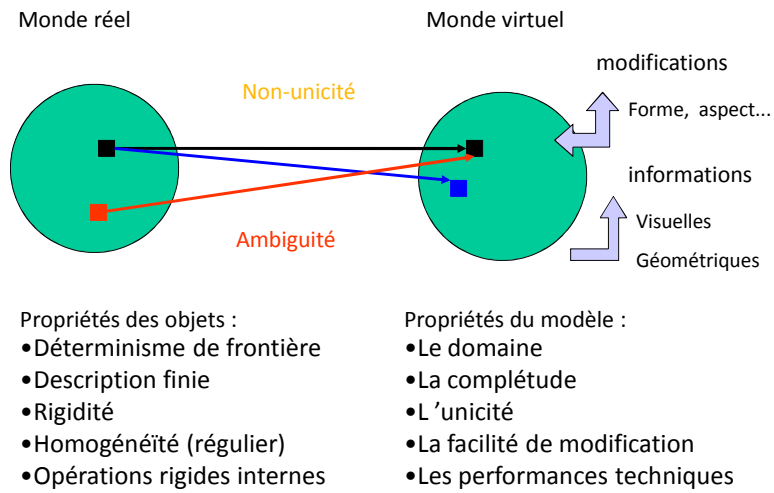 Monde réel
Monde virtuel
modifications
Non-unicité
Forme, aspect...
informations
Visuelles
Ambiguité
Géométriques
Propriétés des objets :
•Déterminisme de frontière
•Description finie
•Rigidité
•Homogénéïté (régulier)
•Opérations rigides internes
Propriétés du modèle :
•Le domaine
•La complétude
•L ’unicité
•La facilité de modification
•Les performances techniques